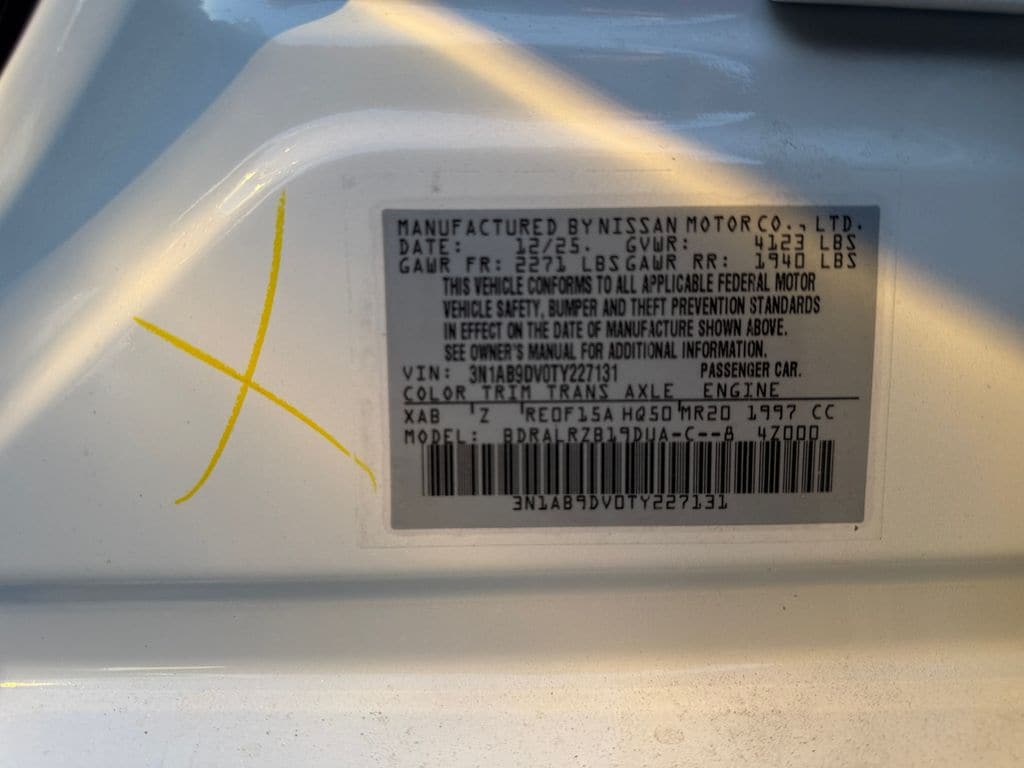 MANUFACTURED BY NISSAN MOTOR CO., LTD.
DATE: 12/25. GVWR: 4123 LBS
GAWR FR: 2271 LBS GAWR RR: 1940 LBS
THIS VEHICLE CONFORMS TO ALL APPLICABLE FEDERAL MOTOR
VEHICLE SAFETY, BUMPER AND THEFT PREVENTION STANDARDS
IN EFFECT ON THE DATE OF MANUFACTURE SHOWN ABOVE.
SEE OWNER'S MANUAL FOR ADDITIONAL INFORMATION.
VIN: 3N1AB9DV0TY227131 PASSENGER CAR.
COLOR TRIM TRANS AXLE ENGINE
XAB Z RE0F15A HQ50 MR20 1997 CC
MODEL: BDRALRZB19DUA-C--B 4Z000
3N1AB9DV0TY227131